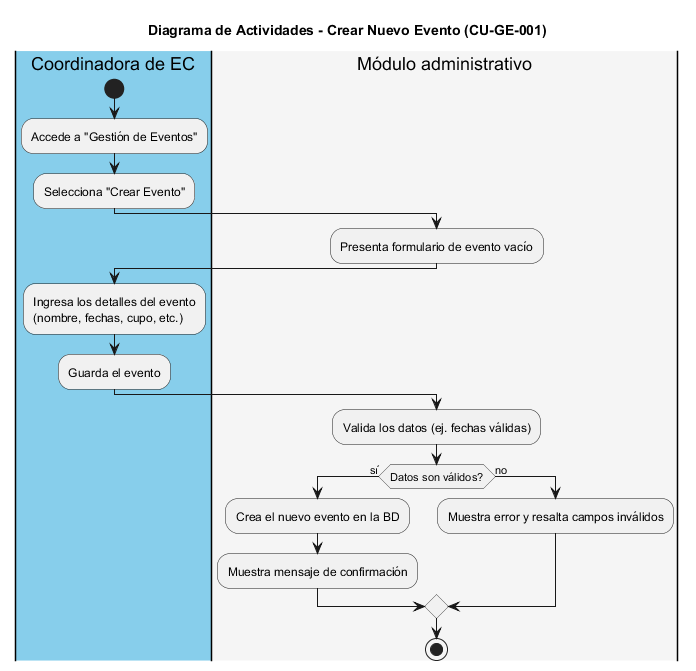 Diagrama de Actividades - Crear Nuevo Evento (CU-GE-001)
Coordinadora de EC
Módulo administrativo
Accede a "Gestión de Eventos"
Selecciona "Crear Evento"
Presenta formulario de evento vacío
Ingresa los detalles del evento
(nombre, fechas, cupo, etc.)
Guarda el evento
Valida los datos (ej. fechas válidas)
Datos son válidos?
sí
no
Crea el nuevo evento en la BD
Muestra error y resalta campos inválidos
Muestra mensaje de confirmación